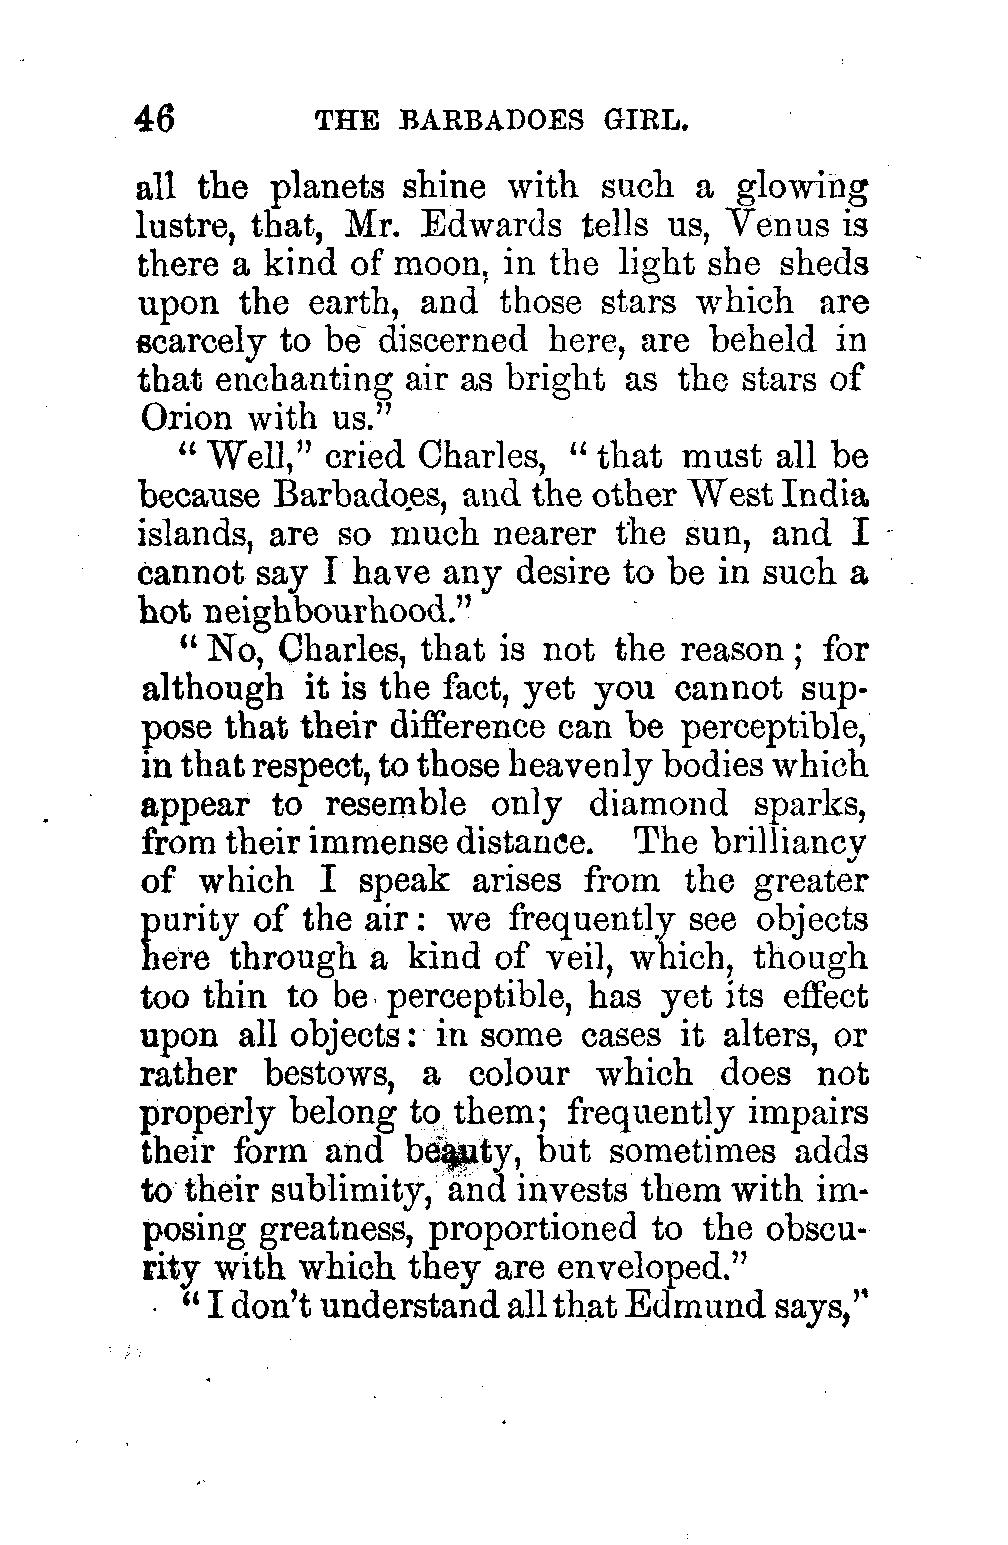 46 THE BARBADOES GIRL.
all the planets shine with such a glowing
lustre, that, Mr. Edwards tells us, Venus is
there a kind of moon, in the light she sheds
upon the earth, and those stars which are
scarcely to be discerned here, are beheld in
that enchanting air as bright as the stars of
Orion with us.”
“ Well,” cried Charles, “ that must all be
because Barbadoes, and the other West India
islands, are so much nearer the sun, and I
cannot say I have any desire to be in such a
hot neighbourhood.”
“ No, Charles, that is not the reason ; for
although it is the fact, yet you cannot sup-
pose that their difference can be perceptible,
in that respect, to those heavenly bodies which
appear to resemble only diamond sparks,
from their immense distance. The brilliancy
of which I speak arises from the greater
purity of the air : we frequently see objects
here through a kind of veil, which, though
too thin to be perceptible, has yet its effect
upon all objects : in some cases it alters, or
rather bestows, a colour which does not
properly belong to them; frequently impairs
their form and beauty, but sometimes adds
to their sublimity, and invests them with im-
posing greatness, proportioned to the obscu-
rity with which they are enveloped.”
“ I don’t understand all that Edmund says,”